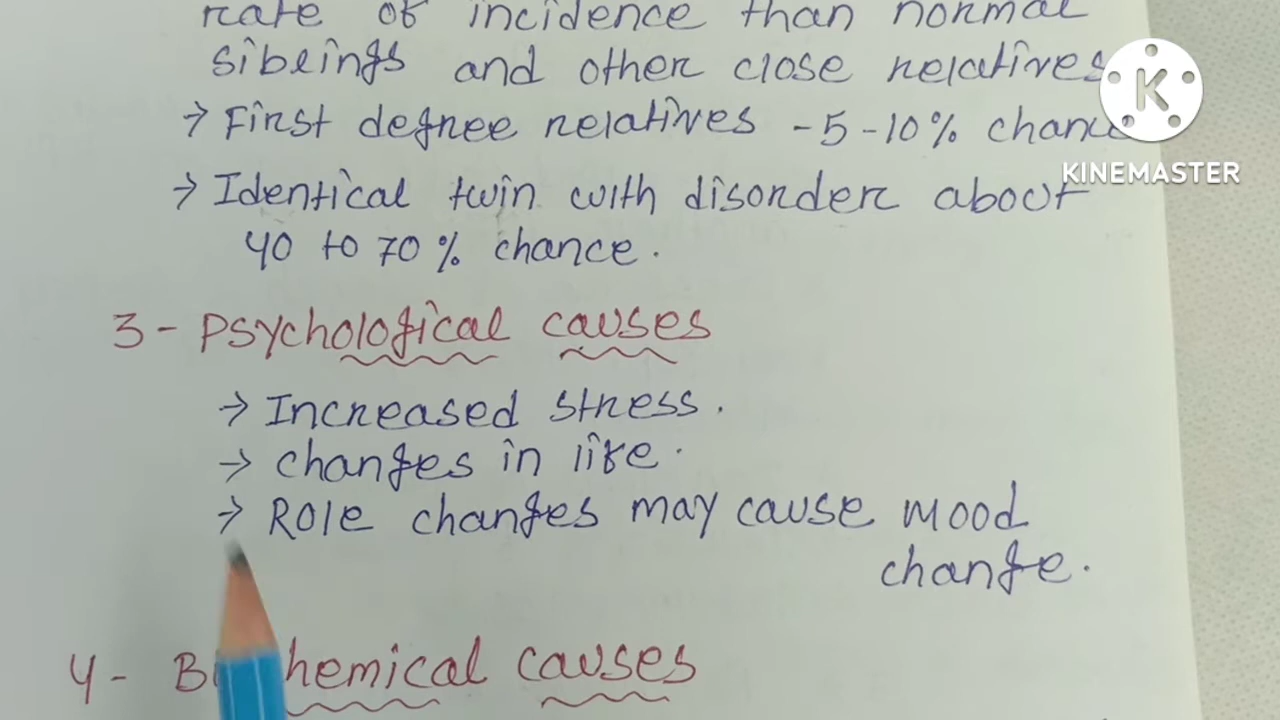 rate of incidence than normal
sibeings and other close relatives
→ First degree relatives -5-10% chance
→ Identical twin with disorder about
40 to 70% chance.
KINEMASTER
3- Psychological causes
→ Increased stress.
→ changes in life.
→ Role changes may cause mood
change.
4- Biochemical causes